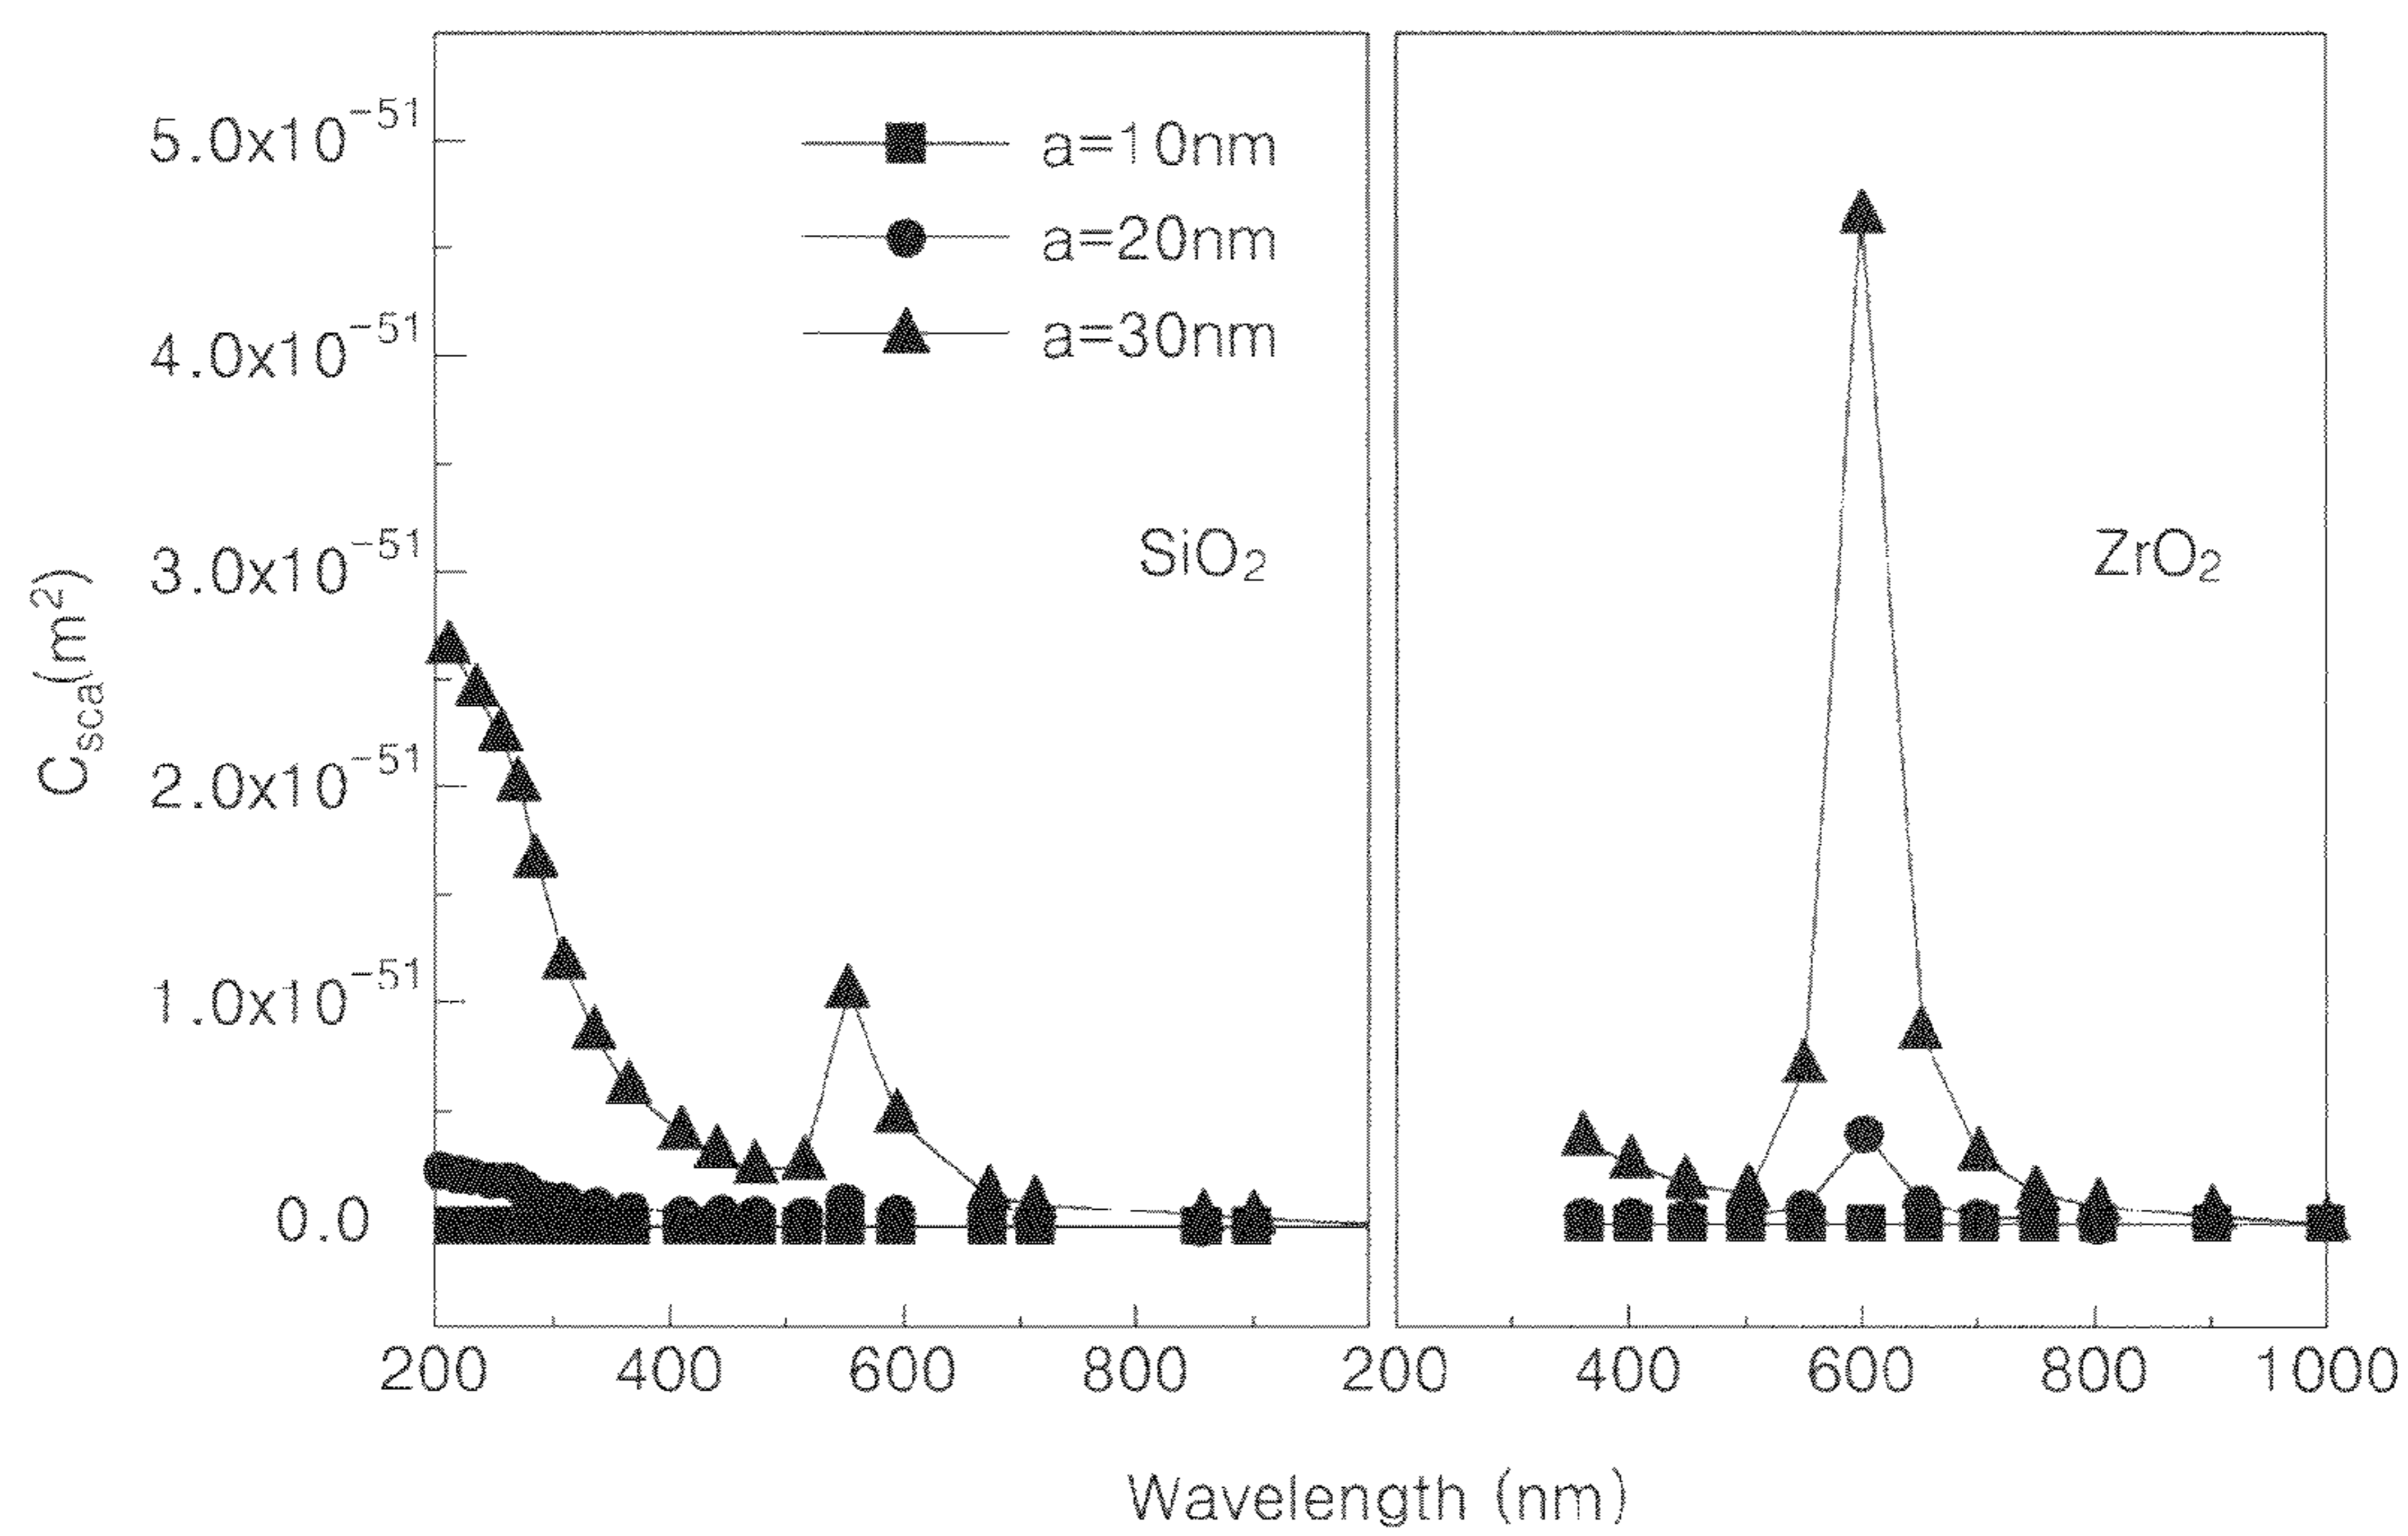 5.0x10⁻⁵¹
4.0x10⁻⁵¹
3.0x10⁻⁵¹
2.0x10⁻⁵¹
1.0x10⁻⁵¹
0.0
C_sca(m²)
a=10nm
a=20nm
a=30nm
SiO₂
ZrO₂
200 400 600 800 200 400 600 800 1000
Wavelength (nm)